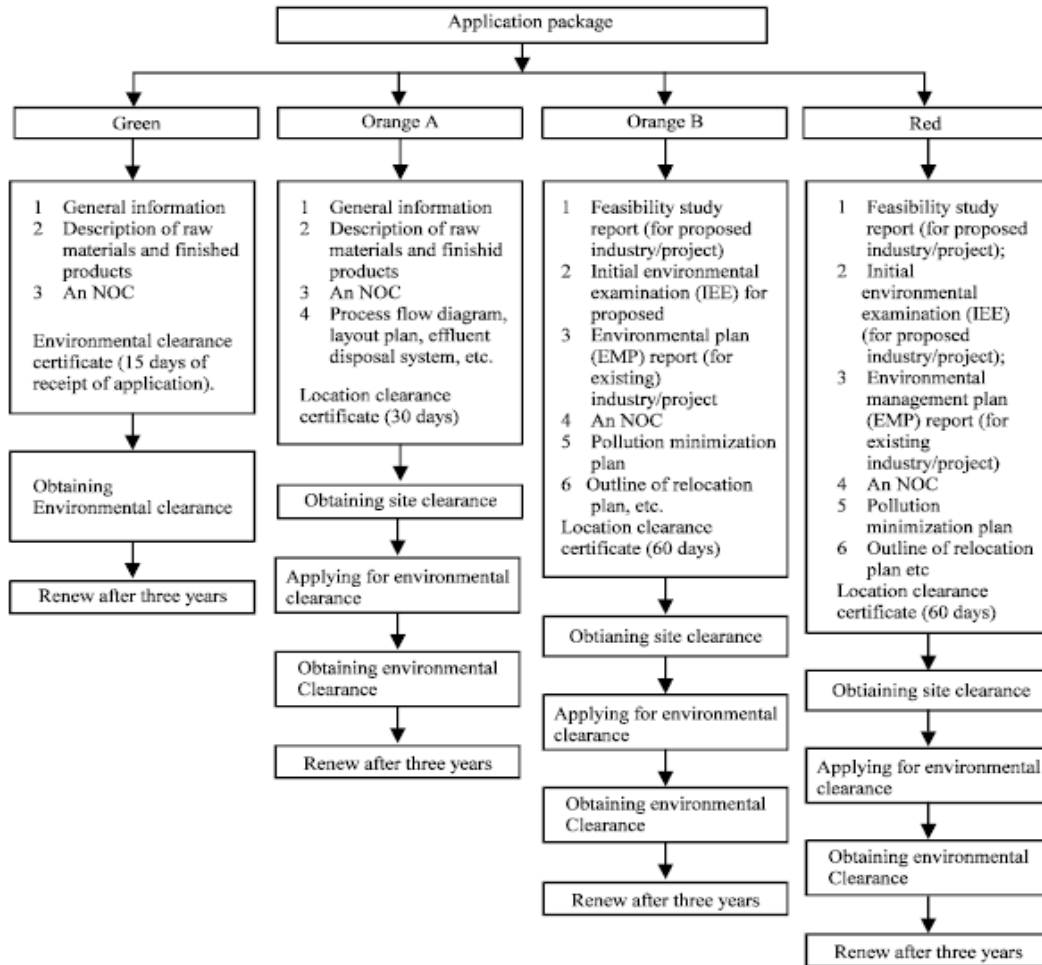 Application package
Green
Orange A
Orange B
Red
1 General information
2 Description of raw
materials and finished
products
3 An NOC
Environmental clearance
certificate (15 days of
receipt of application).
Obtaining
Environmental clearance
Renew after three years
1 General information
2 Description of raw
materials and finishid
products
3 An NOC
4 Process flow diagram,
layout plan, effluent
disposal system, etc.
Location clearance
certificate (30 days)
Obtaining site clearance
Applying for environmental
clearance
Obtaining environmental
Clearance
Renew after three years
1 Feasibility study
report (for proposed
industry/project)
2 Initial environmental
examination (IEE) for
proposed
3 Environmental plan
(EMP) report (for
existing)
industry/project
4 An NOC
5 Pollution minimization
plan
6 Outline of relocation
plan, etc.
Location clearance
certificate (60 days)
Obtianing site clearance
Applying for environmental
clearance
Obtaining environmental
Clearance
Renew after three years
1 Feasibility study
report (for proposed
industry/project);
2 Initial
environmental
examination (IEE)
(for proposed
industry/project);
3 Environmental
management plan
(EMP) report (for
existing
industry/project)
4 An NOC
5 Pollution
minimization plan
6 Outline of relocation
plan etc
Location clearance
certificate (60 days)
Obtiaining site clearance
Applying for environmental
clearance
Obtaining environmental
Clearance
Renew after three years